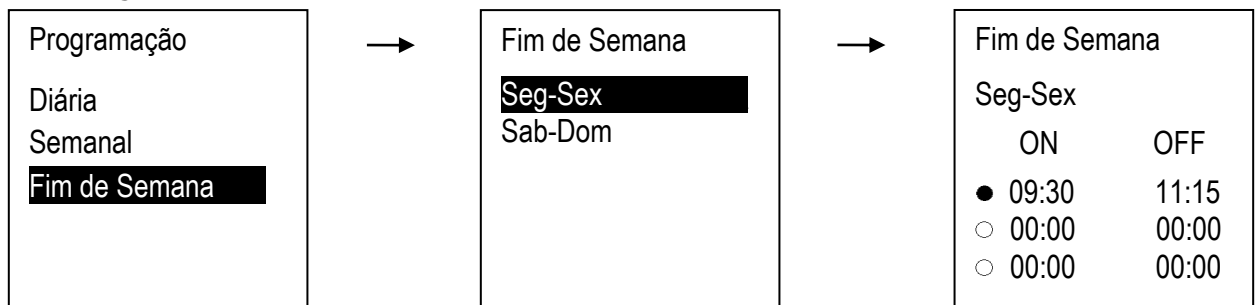 Programação
Diária
Semanal
Fim de Semana
Fim de Semana
Seg-Sex
Sab-Dom
Fim de Semana
Seg-Sex
ON OFF
09:30 11:15
00:00 00:00
00:00 00:00